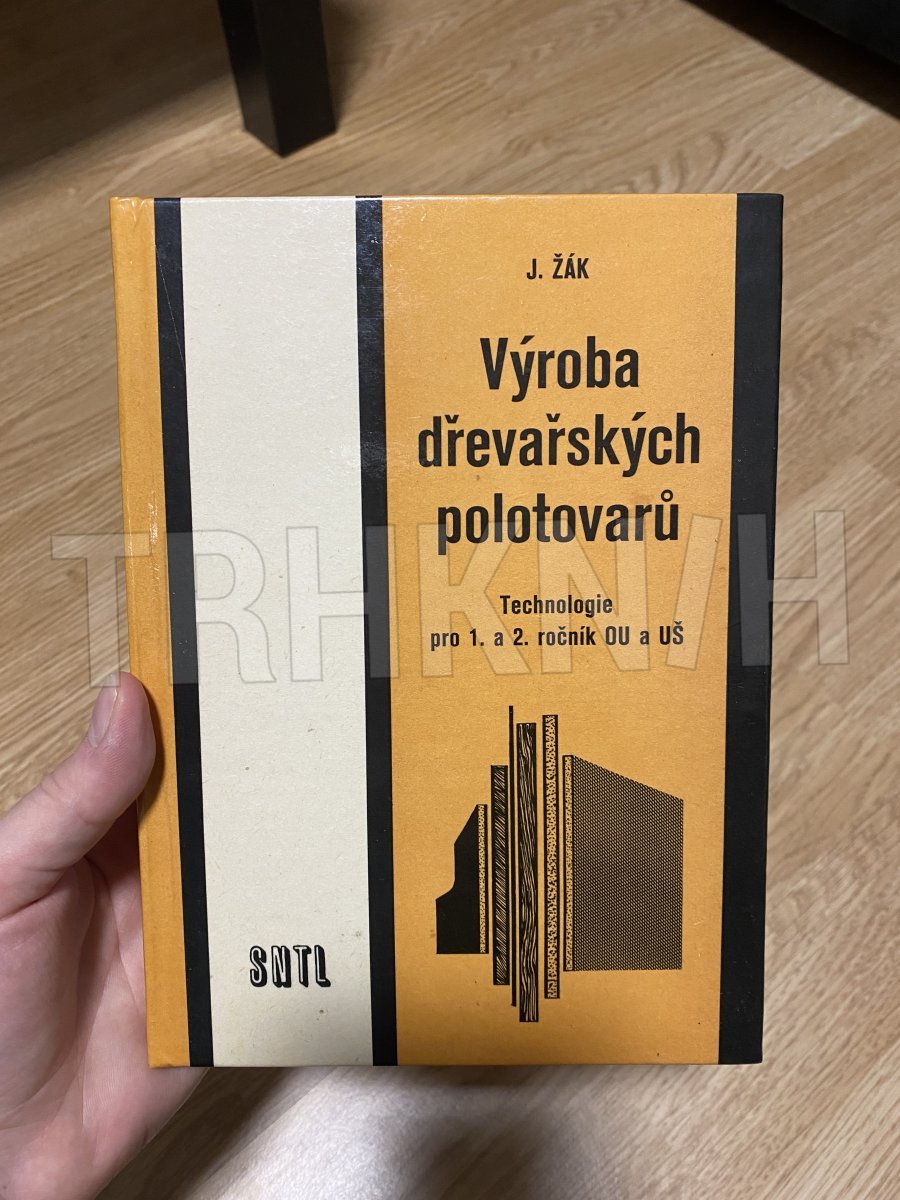 J. ŽÁK
Výroba
dřevařských
polotovarů
Technologie
pro 1. a 2. ročník OU a UŠ
SNTL
TRHKNIH